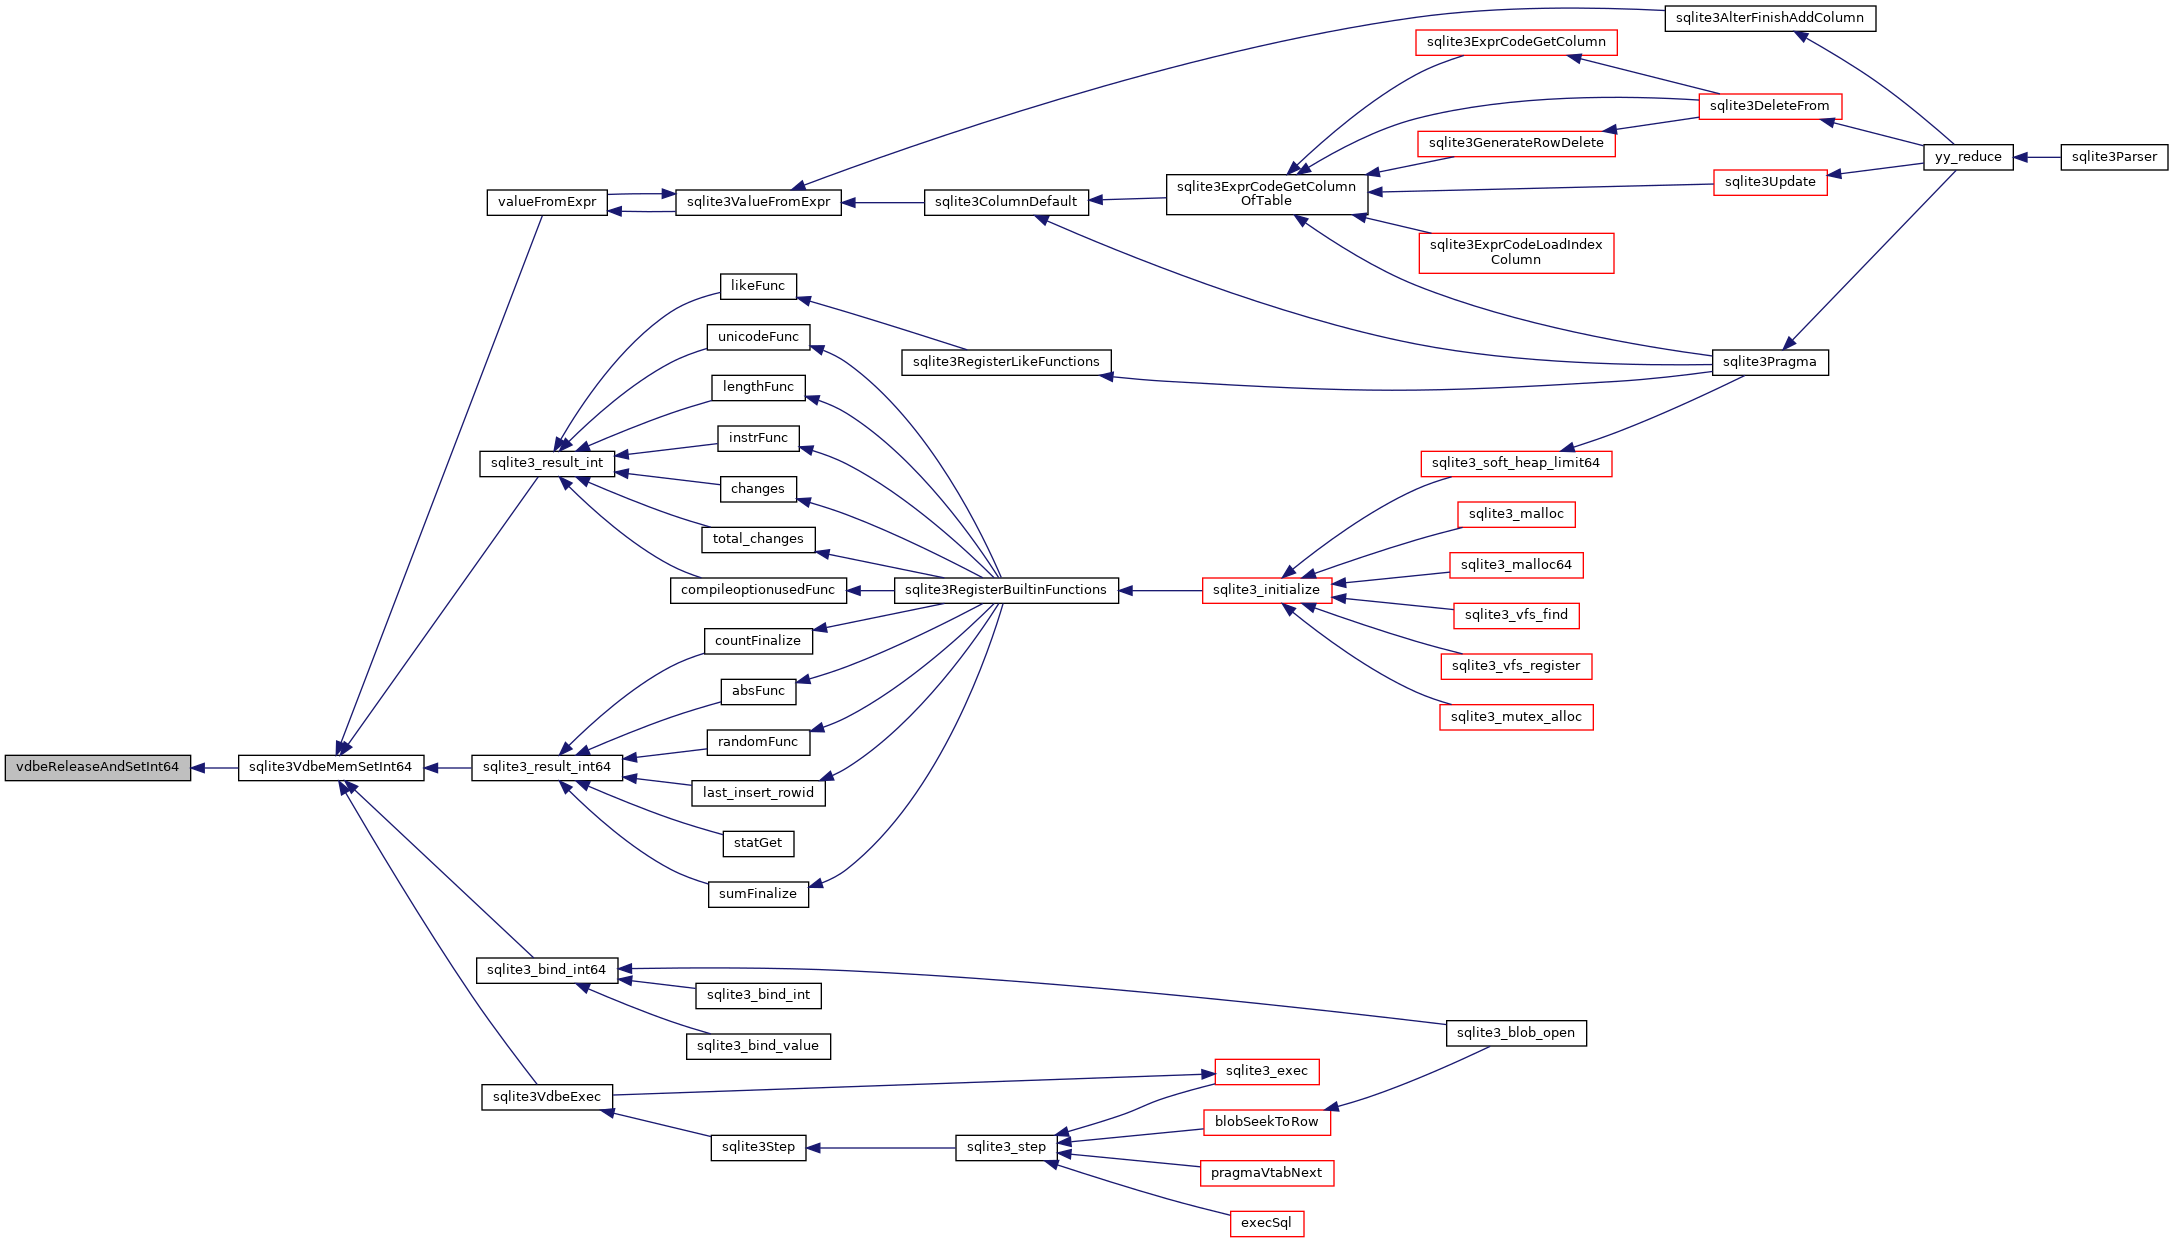 sqlite3AlterFinishAddColumn
sqlite3ExprCodeGetColumn
sqlite3DeleteFrom
sqlite3GenerateRowDelete
yy_reduce
sqlite3Parser
sqlite3Update
sqlite3ExprCodeGetColumn
OfTable
valueFromExpr
sqlite3ValueFromExpr
sqlite3ColumnDefault
sqlite3ExprCodeLoadIndex
Column
likeFunc
unicodeFunc
sqlite3RegisterLikeFunctions
sqlite3Pragma
lengthFunc
instrFunc
sqlite3_result_int
sqlite3_soft_heap_limit64
changes
sqlite3_malloc
total_changes
sqlite3_malloc64
compileoptionusedFunc
sqlite3RegisterBuiltinFunctions
sqlite3_initialize
sqlite3_vfs_find
countFinalize
sqlite3_vfs_register
absFunc
sqlite3_mutex_alloc
randomFunc
vdbeReleaseAndSetInt64
sqlite3VdbeMemSetInt64
sqlite3_result_int64
last_insert_rowid
statGet
sumFinalize
sqlite3_bind_int64
sqlite3_bind_int
sqlite3_blob_open
sqlite3_bind_value
sqlite3_exec
sqlite3VdbeExec
blobSeekToRow
sqlite3Step
sqlite3_step
pragmaVtabNext
execSql